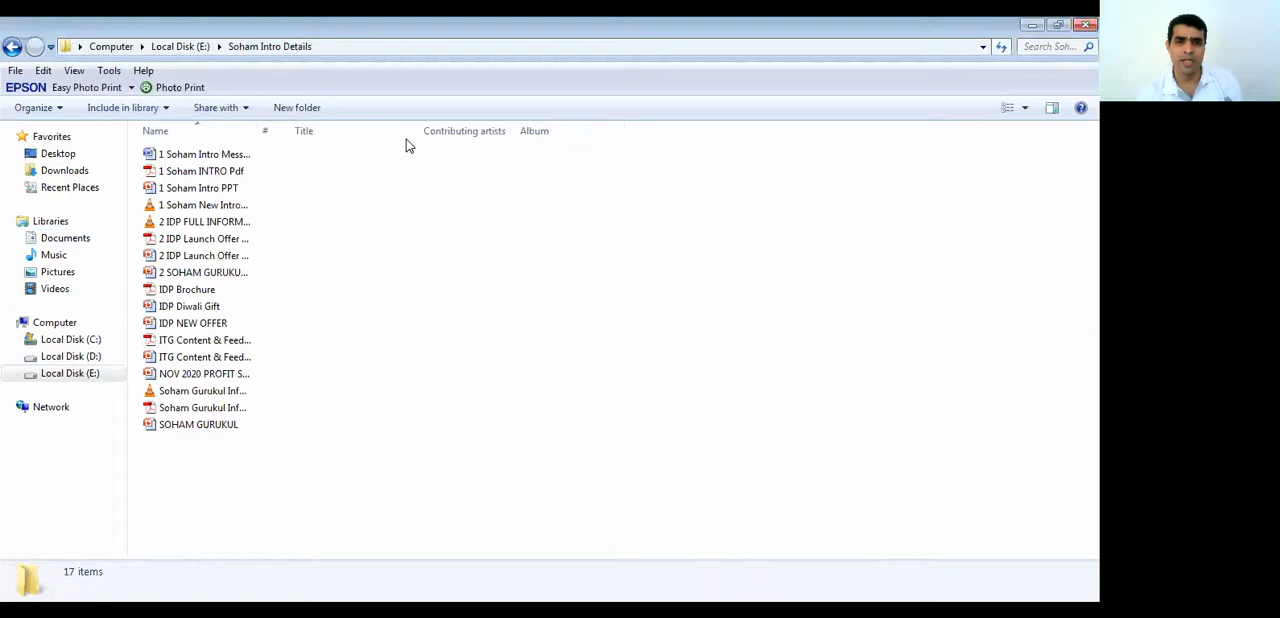 Computer Local Disk (E:) Soham Intro Details
Search Soh...
File Edit View Tools Help
EPSON Easy Photo Print Photo Print
Organize Include in library Share with New folder
Name # Title Contributing artists Album
Favorites
Desktop
Downloads
Recent Places
Libraries
Documents
Music
Pictures
Videos
Computer
Local Disk (C:)
Local Disk (D:)
Local Disk (E:)
Network
1 Soham Intro Mess...
1 Soham INTRO Pdf
1 Soham Intro PPT
1 Soham New Intro...
2 IDP FULL INFORM...
2 IDP Launch Offer ...
2 IDP Launch Offer ...
2 SOHAM GURUKU...
IDP Brochure
IDP Diwali Gift
IDP NEW OFFER
ITG Content & Feed...
ITG Content & Feed...
NOV 2020 PROFIT S...
Soham Gurukul Inf...
Soham Gurukul Inf...
SOHAM GURUKUL
17 items